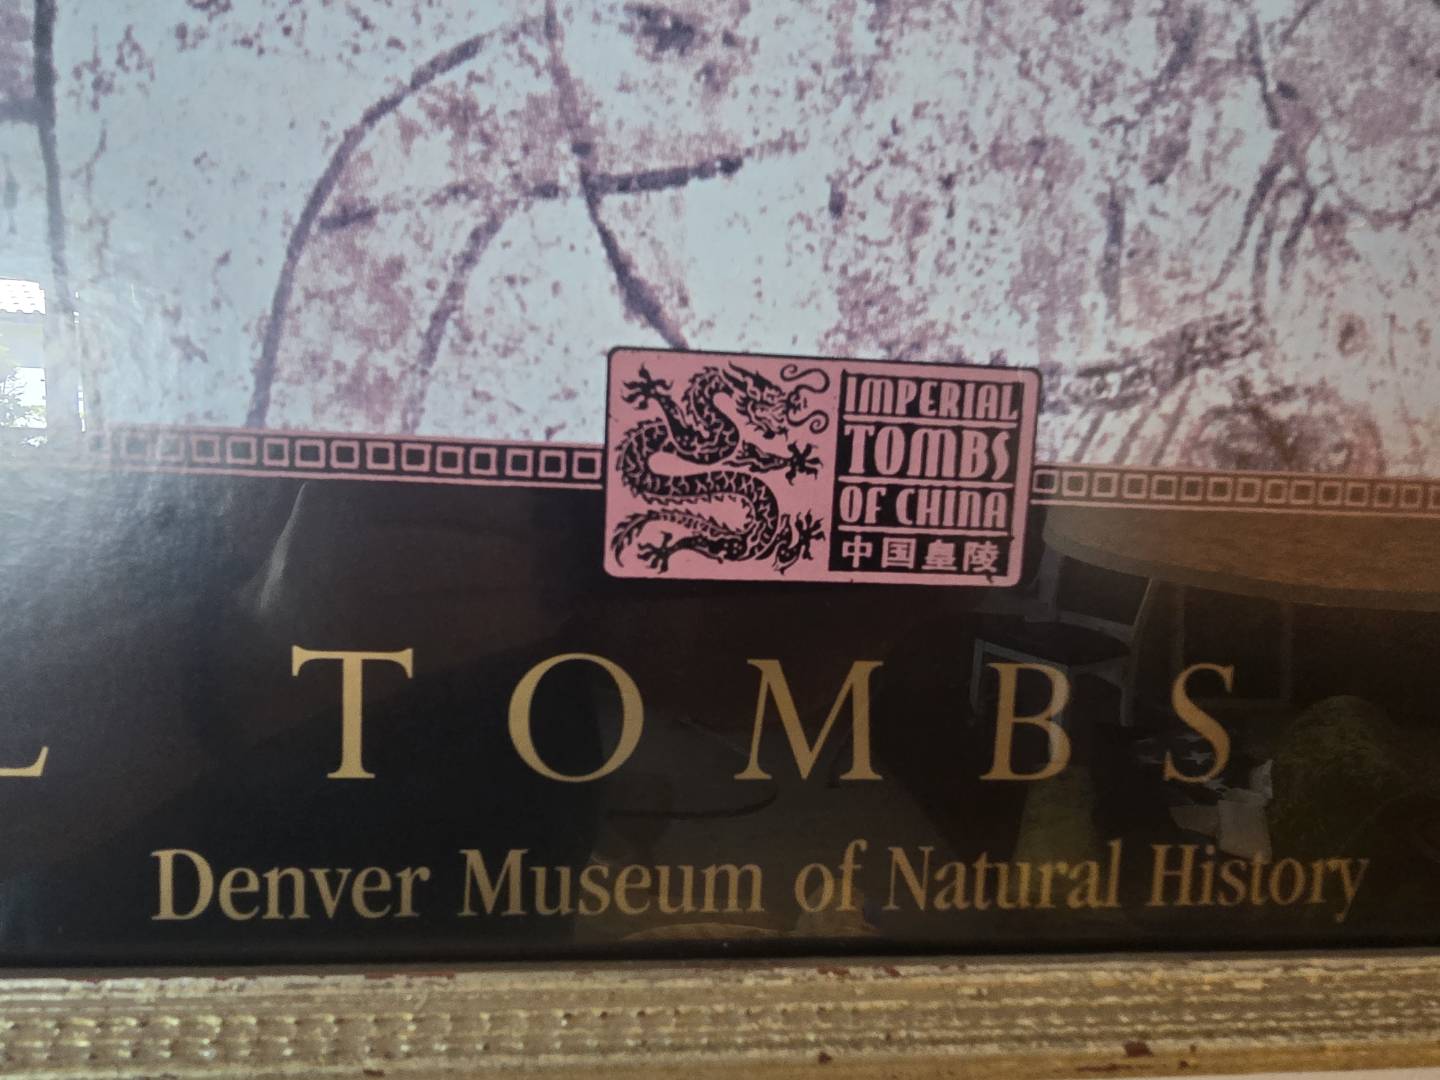 IMPERIAL
TOMBS
OF CHINA
中国皇陵
L TOMBS
Denver Museum of Natural History